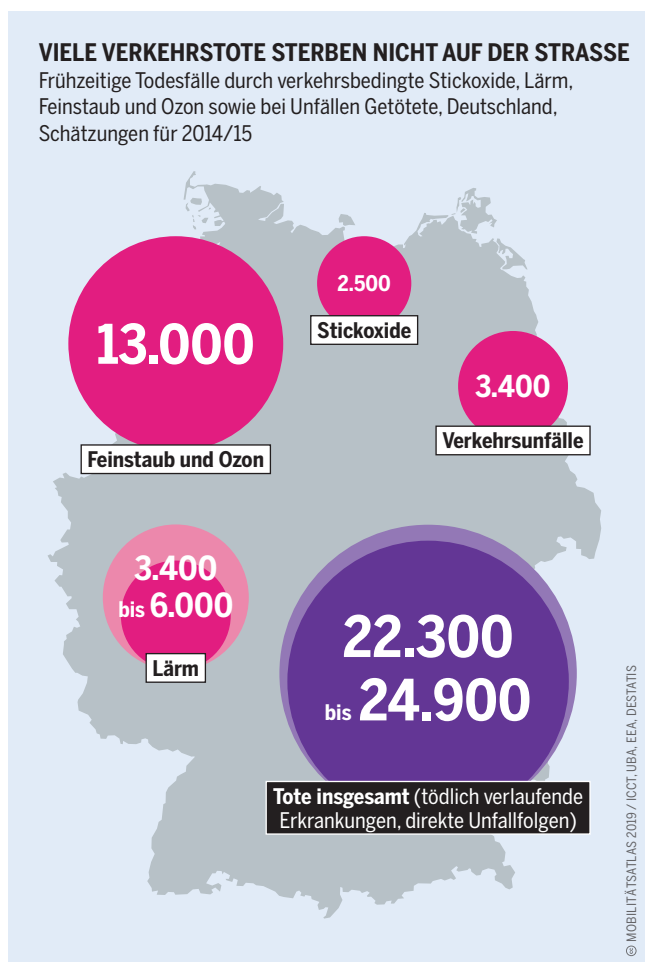 VIELE VERKEHRSTOTE STERBEN NICHT AUF DER STRASSE
Frühzeitige Todesfälle durch verkehrsbedingte Stickoxide, Lärm,
Feinstaub und Ozon sowie bei Unfällen Getötete, Deutschland,
Schätzungen für 2014/15
13.000
Feinstaub und Ozon
2.500
Stickoxide
3.400
Verkehrsunfälle
3.400
bis 6.000
Lärm
22.300
bis 24.900
Tote insgesamt (tödlich verlaufende
Erkrankungen, direkte Unfallfolgen)
MOBILITÄTSATLAS 2019 / ICCT, UBA, EEA, DESTATIS